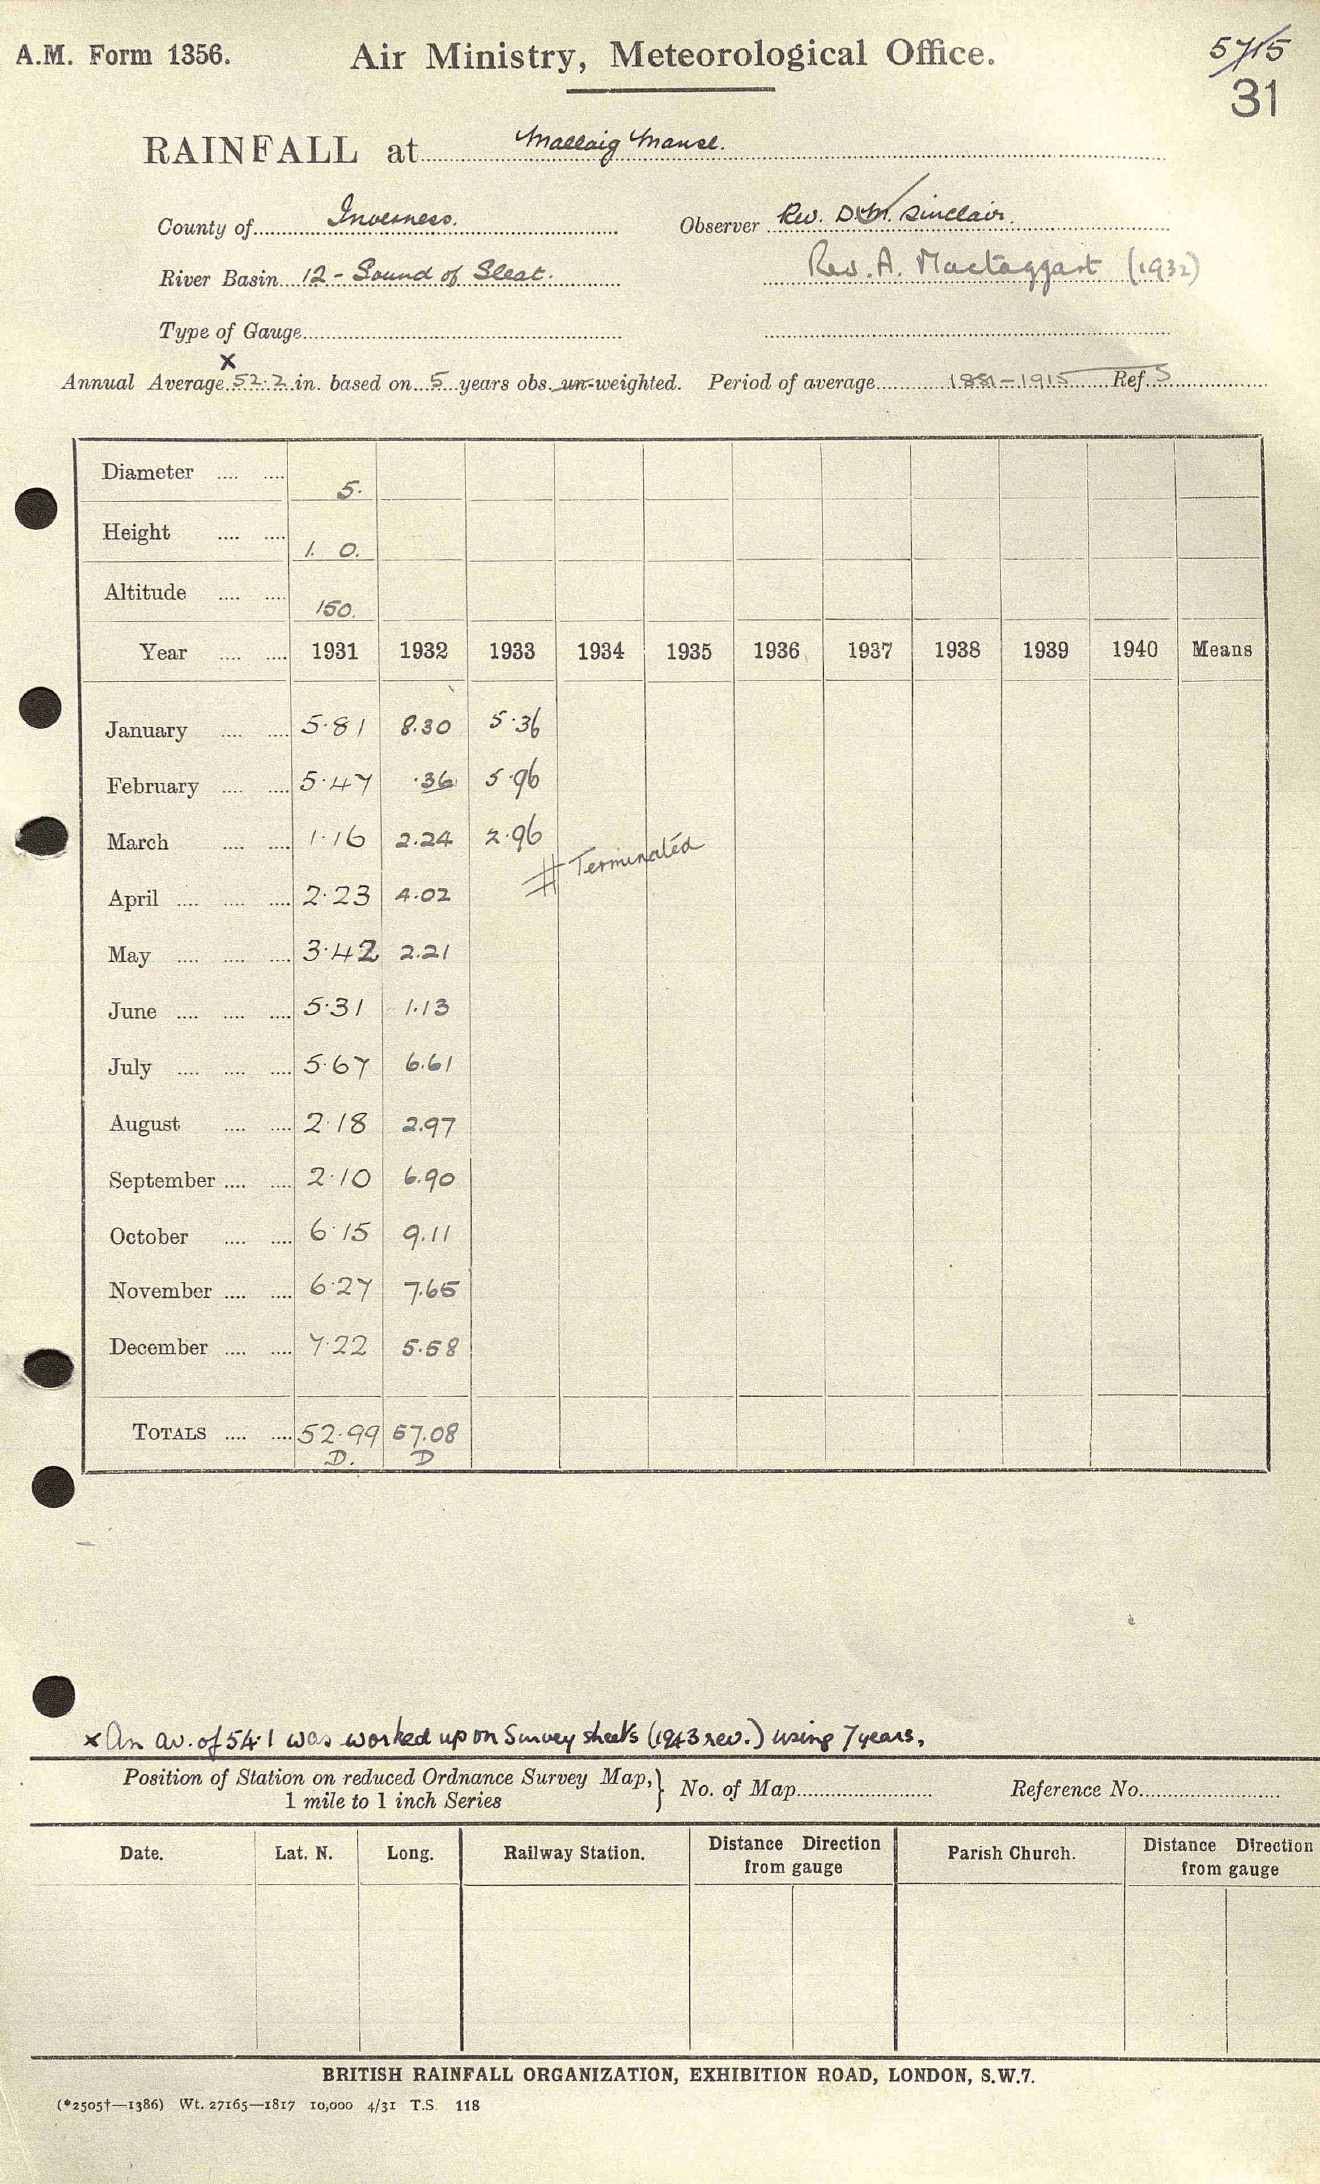 A.M. Form 1356. Air Ministry, Meteorological Office. 5715
31
RAINFALL at Mallaig Manse.
County of Inverness. Observer Rev. D.M. Sinclair.
River Basin 12 - Sound of Sleat. Rev. A. Mactaggart (1932)
Type of Gauge
x
Annual Average 52.2 in. based on 5 years obs. un-weighted. Period of average 1881-1915 Ref. S
Diameter 5.
Height 1. 0.
Altitude 150.
Year 1931 1932 1933 1934 1935 1936 1937 1938 1939 1940 Means
January 5.81 8.30 5.36
February 5.47 .36 5.96
March 1.16 2.24 2.96
# Terminated
April 2.23 4.02
May 3.42 2.21
June 5.31 1.13
July 5.67 6.61
August 2.18 2.97
September 2.10 6.90
October 6.15 9.11
November 6.27 7.65
December 7.22 5.58
TOTALS 52.99 57.08
D. D
x An av. of 54.1 was worked up on Survey sheets (1943 rev.) using 7 years.
Position of Station on reduced Ordnance Survey Map, } No. of Map Reference No.
1 mile to 1 inch Series
Date. Lat. N. Long. Railway Station. Distance Direction Parish Church. Distance Direction
from gauge from gauge
BRITISH RAINFALL ORGANIZATION, EXHIBITION ROAD, LONDON, S.W.7.
(*2505†—1386) Wt. 27165—1817 10,000 4/31 T.S. 118